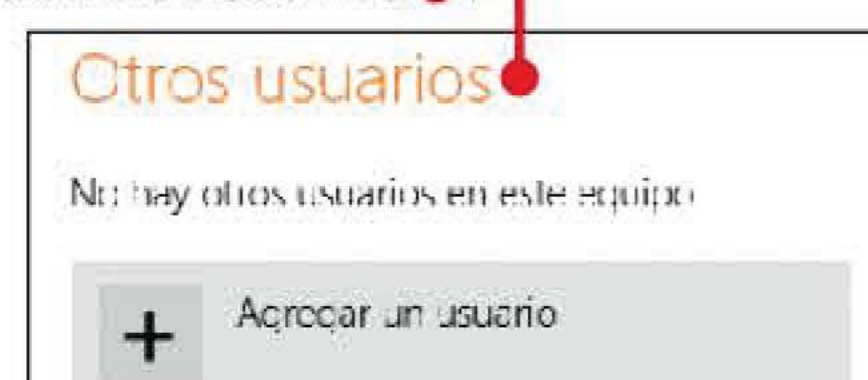 Otros usuarios
No hay otros usuarios en este equipo
Agregar un usuario